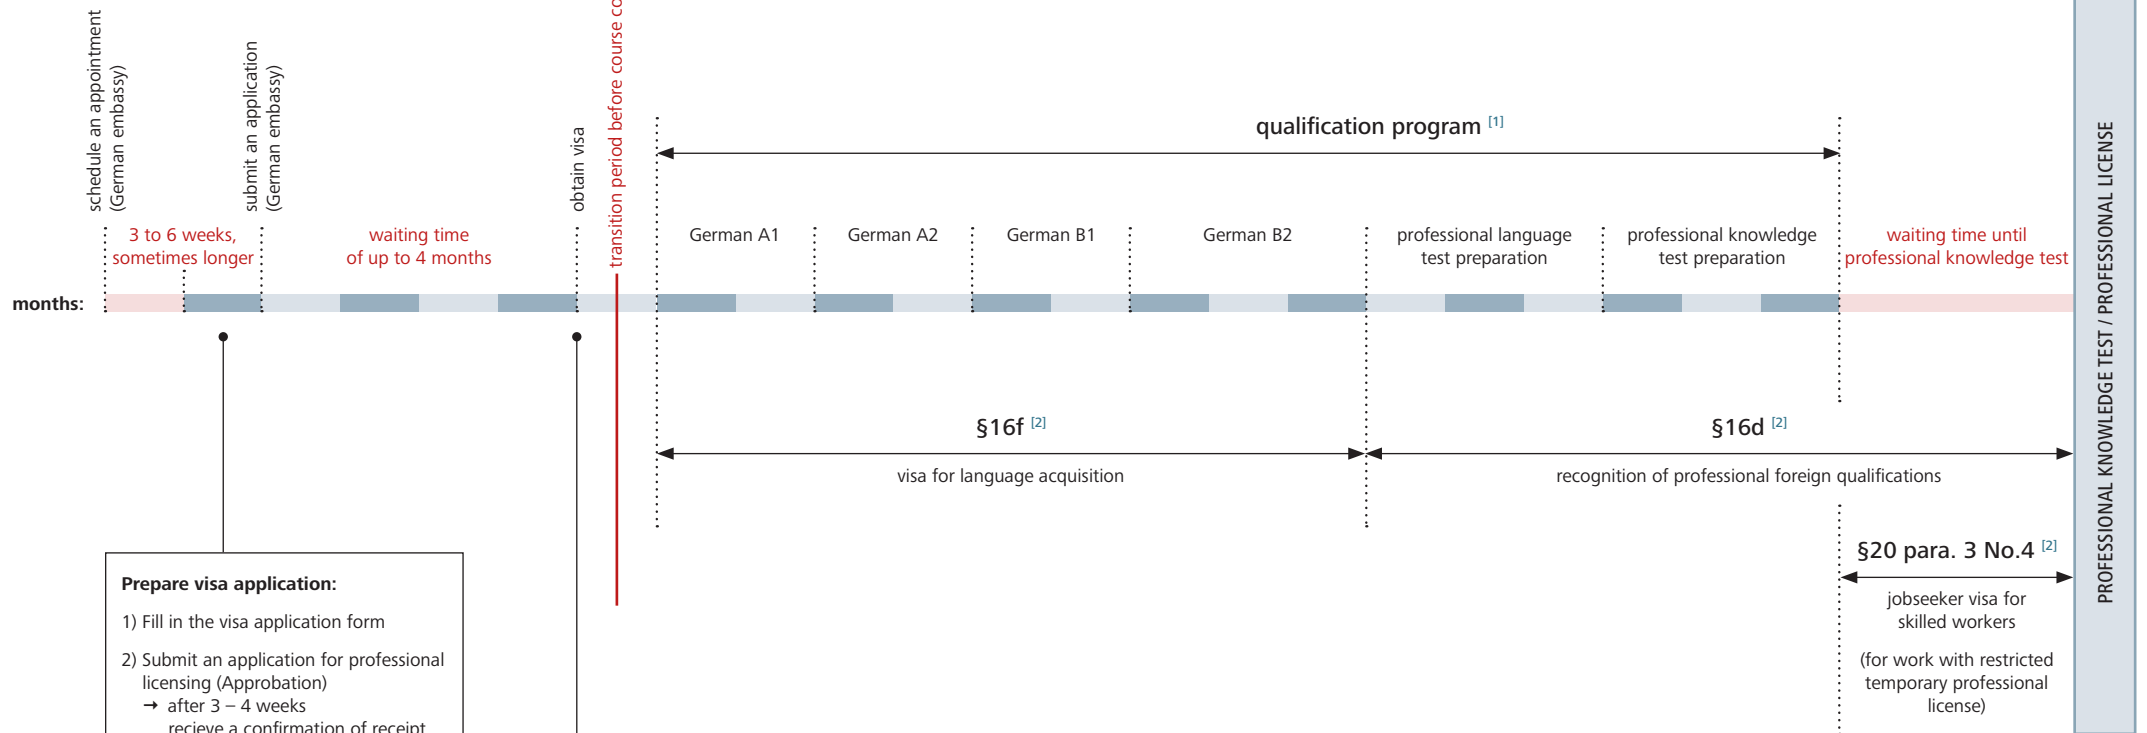 schedule an appointment
(German embassy)
submit an application
(German embassy)
obtain visa
transition period before course
qualification program [1]
3 to 6 weeks,
sometimes longer
waiting time
of up to 4 months
German A1
German A2
German B1
German B2
professional language
test preparation
professional knowledge
test preparation
waiting time until
professional knowledge test
months:
§16f [2]
visa for language acquisition
§16d [2]
recognition of professional foreign qualifications
§20 para. 3 No.4 [2]
jobseeker visa for
skilled workers
(for work with restricted
temporary professional
license)
PROFESSIONAL KNOWLEDGE TEST / PROFESSIONAL LICENSE
Prepare visa application:
1) Fill in the visa application form
2) Submit an application for professional
licensing (Approbation)
→ after 3 – 4 weeks
recieve a confirmation of receipt